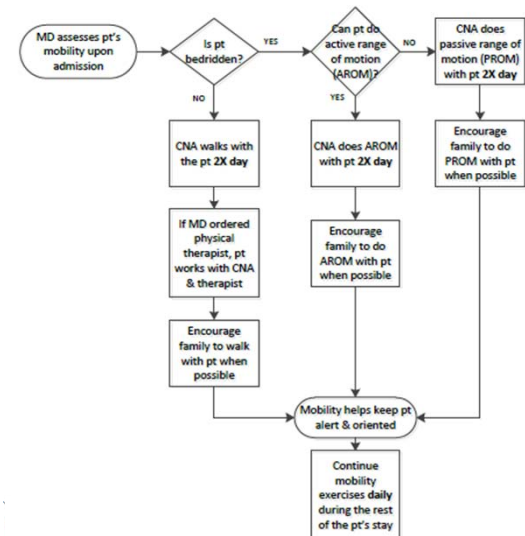 MD assesses pt's
mobility upon
admission
Is pt
bedridden?
YES
Can pt do
active range
of motion
(AROM)?
NO
CNA does
passive range of
motion (PROM)
with pt 2X day
NO
YES
CNA walks with
the pt 2X day
CNA does AROM
with pt 2X day
Encourage
family to do
PROM with pt
when possible
If MD ordered
physical
therapist, pt
works with CNA
& therapist
Encourage
family to do
AROM with pt
when possible
Encourage
family to walk
with pt when
possible
Mobility helps keep pt
alert & oriented
Continue
mobility
exercises daily
during the rest
of the pt's stay